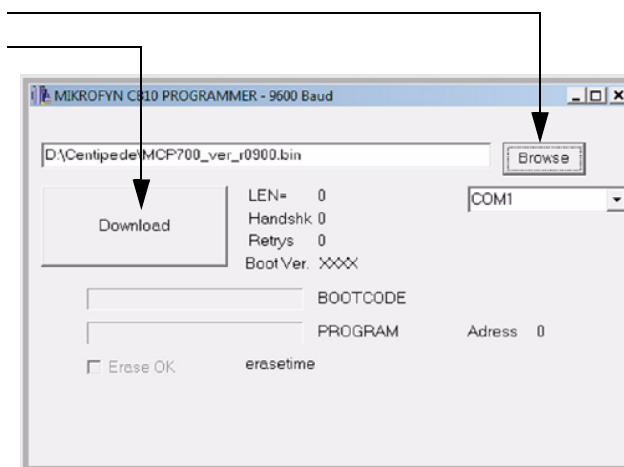 MIKROFYN C810 PROGRAMMER - 9600 Baud
D:\Centipede\MCP700_ver_r0900.bin
Browse
Download
LEN= 0
COM1
Handshk 0
Retrys 0
Boot Ver. XXXX
BOOTCODE
PROGRAM Adress 0
Erase OK erasetime